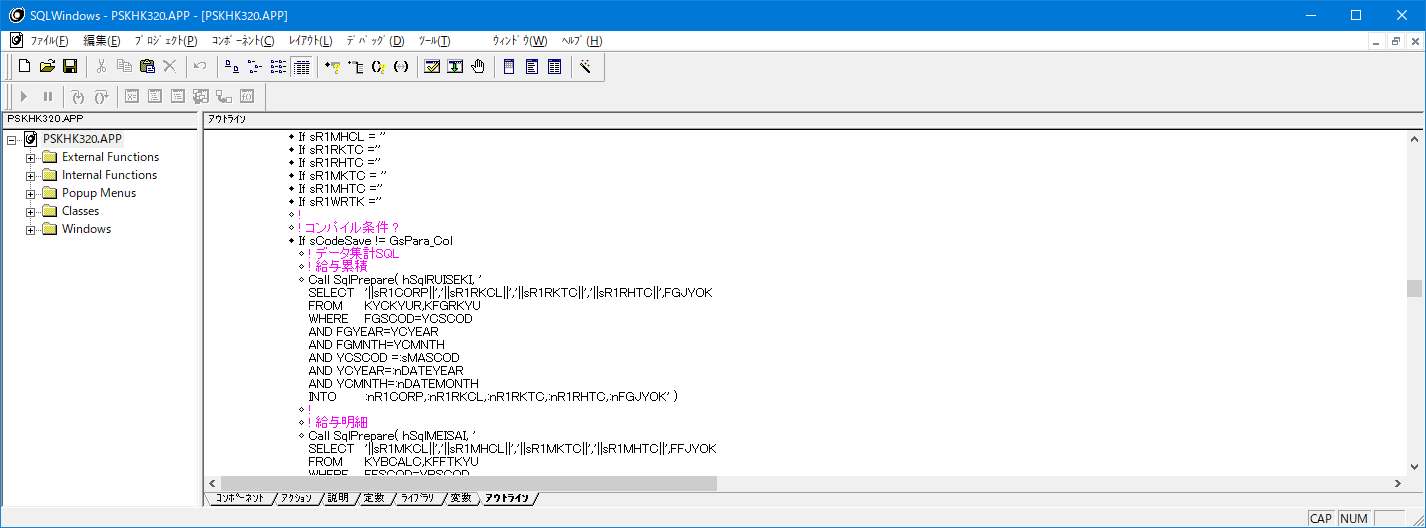 SQLWindows - PSKHK320.APP - [PSKHK320.APP]
ファイル(F) 編集(E) プロジェクト(P) コンポーネント(C) レイアウト(L) デバッグ(D) ツール(T) ウィンドウ(W) ヘルプ(H)
PSKHK320.APP
PSKHK320.APP
External Functions
Internal Functions
Popup Menus
Classes
Windows
アウトライン
If sR1MHCL = ''
If sR1RKTC =''
If sR1RHTC =''
If sR1MKTC = ''
If sR1MHTC =''
If sR1WRTK =''
!
! コンパイル条件?
If sCodeSave != GsPara_Col
! データ集計SQL
! 給与累積
Call SqlPrepare( hSqlRUISEKI, '
SELECT '||sR1CORP||','||sR1RKCL||','||sR1RKTC||','||sR1RHTC||',FGJYOK
FROM KYCKYUR,KFGRKYU
WHERE FGSCOD=YCSCOD
AND FGYEAR=YCYEAR
AND FGMNTH=YCMNTH
AND YCSCOD =:sMASCOD
AND YCYEAR=:nDATEYEAR
AND YCMNTH=:nDATEMONTH
INTO :nR1CORP,:nR1RKCL,:nR1RKTC,:nR1RHTC,:nFGJYOK' )
!
! 給与明細
Call SqlPrepare( hSqlMEISAI, '
SELECT '||sR1MKCL||','||sR1MHCL||','||sR1MKTC||','||sR1MHTC||',FFJYOK
FROM KYBCALC,KFFTKYU
WHERE FFSCOD=YBSCOD
コンポーネント アクション 説明 定数 ライブラリ 変数 アウトライン
CAP NUM